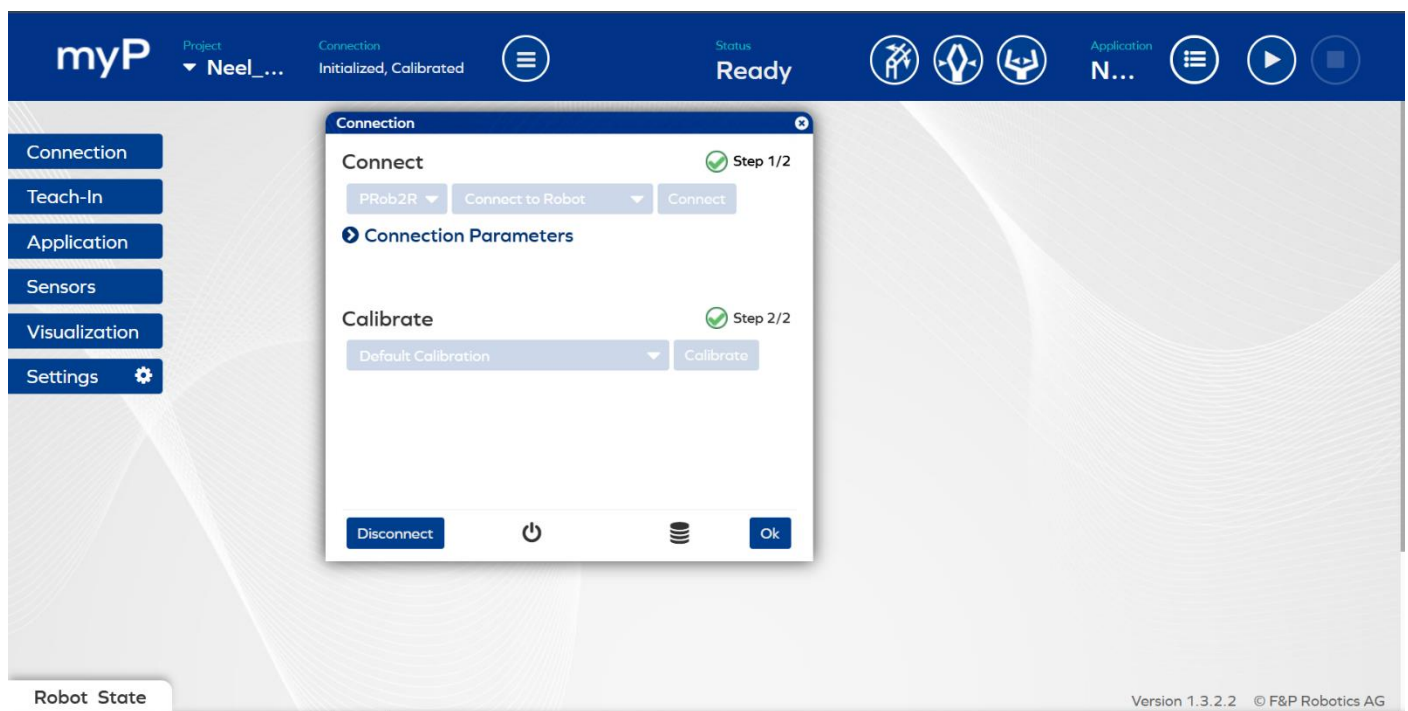 myP
Project
Neel_...
Connection
Initialized, Calibrated
Status
Ready
Application
N...
Connection
Teach-In
Application
Sensors
Visualization
Settings
Connection
Connect
Step 1/2
PRob2R
Connect to Robot
Connect
Connection Parameters
Calibrate
Step 2/2
Default Calibration
Calibrate
Disconnect
Ok
Robot State
Version 1.3.2.2 © F&P Robotics AG